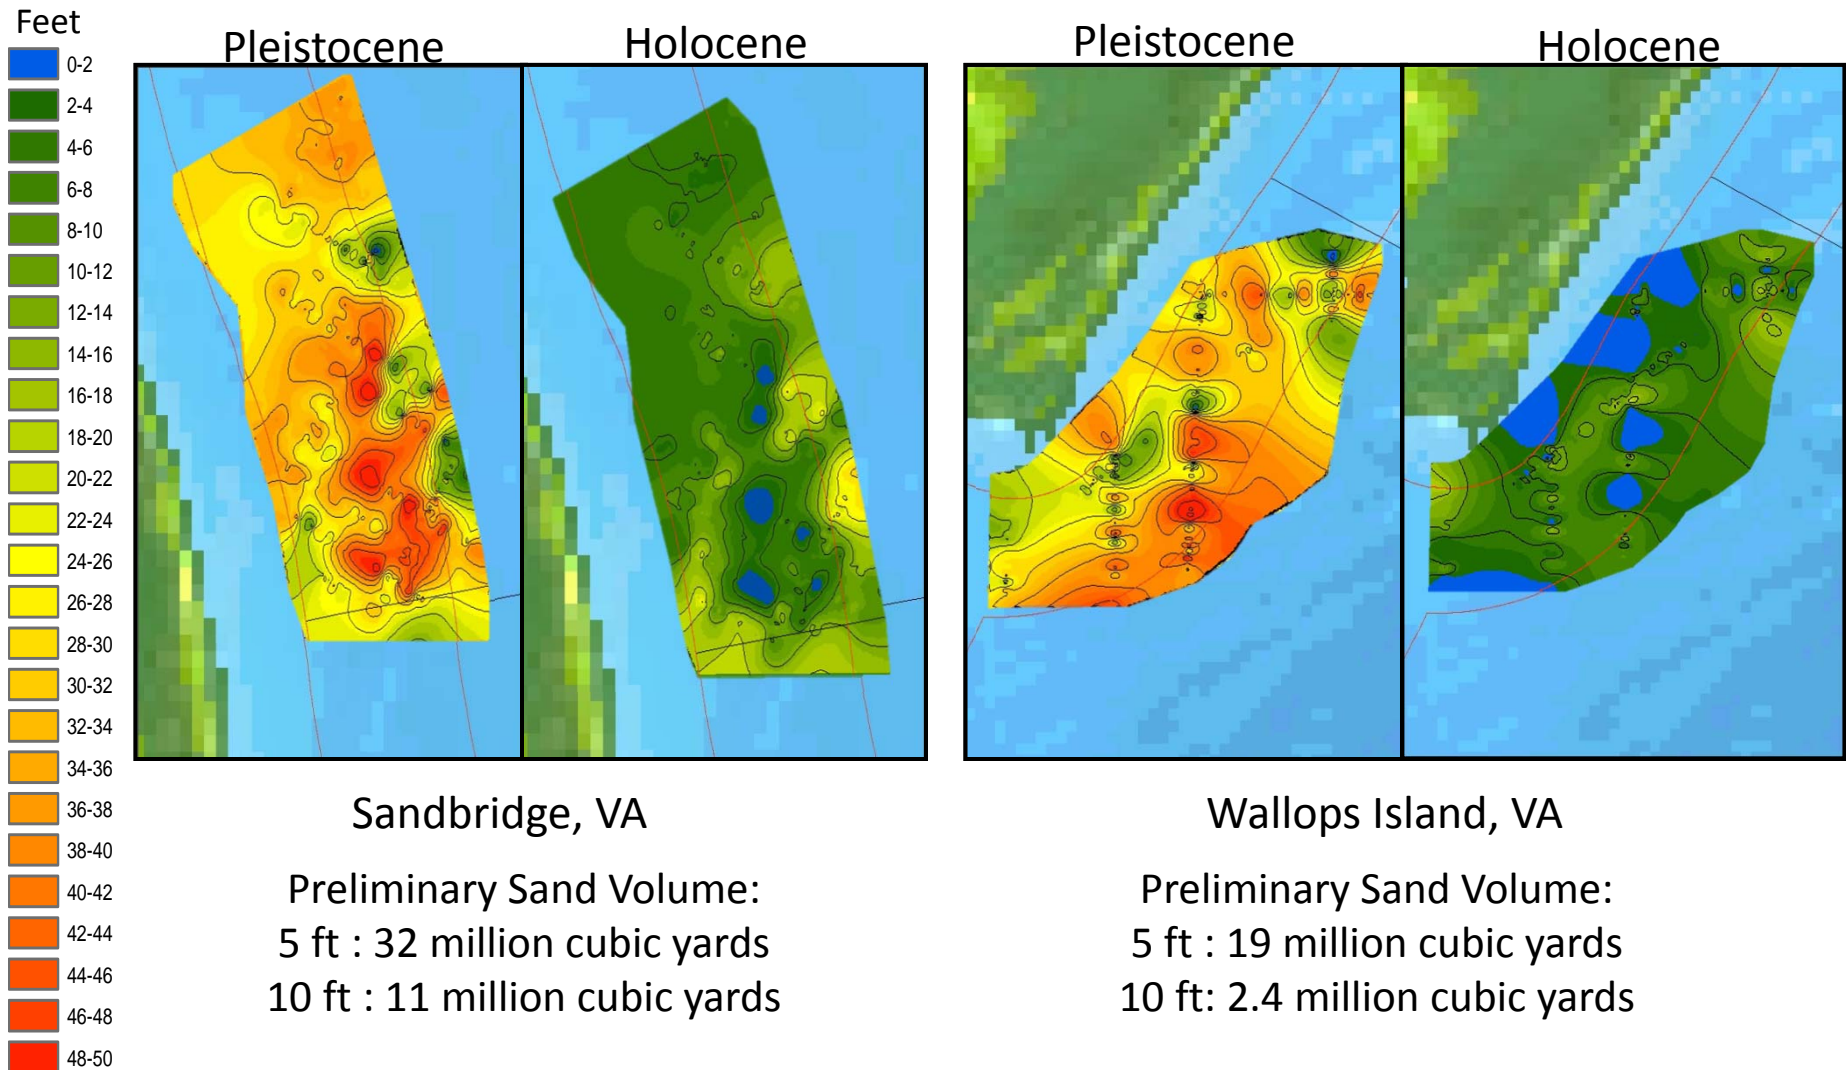 Feet
0-2
2-4
4-6
6-8
8-10
10-12
12-14
14-16
16-18
18-20
20-22
22-24
24-26
26-28
28-30
30-32
32-34
34-36
36-38
38-40
40-42
42-44
44-46
46-48
48-50
Pleistocene
Holocene
Sandbridge, VA
Preliminary Sand Volume:
5 ft : 32 million cubic yards
10 ft : 11 million cubic yards
Pleistocene
Holocene
Wallops Island, VA
Preliminary Sand Volume:
5 ft : 19 million cubic yards
10 ft: 2.4 million cubic yards